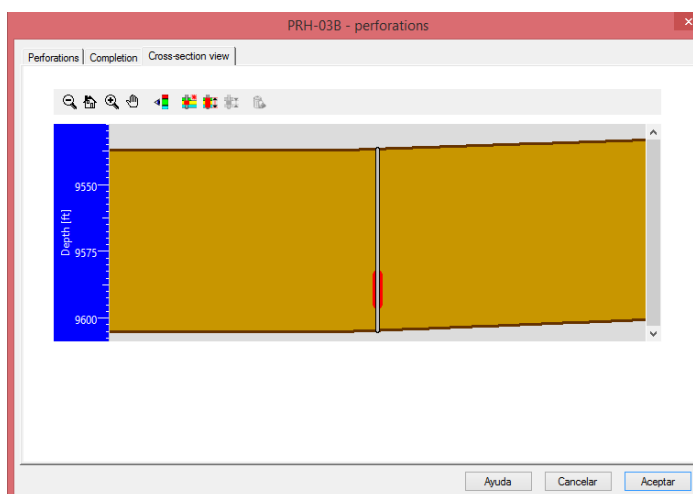 PRH-03B - perforations
Perforations Completion Cross-section view
Depth [ft]
9550
9575
9600
Ayuda Cancelar Aceptar